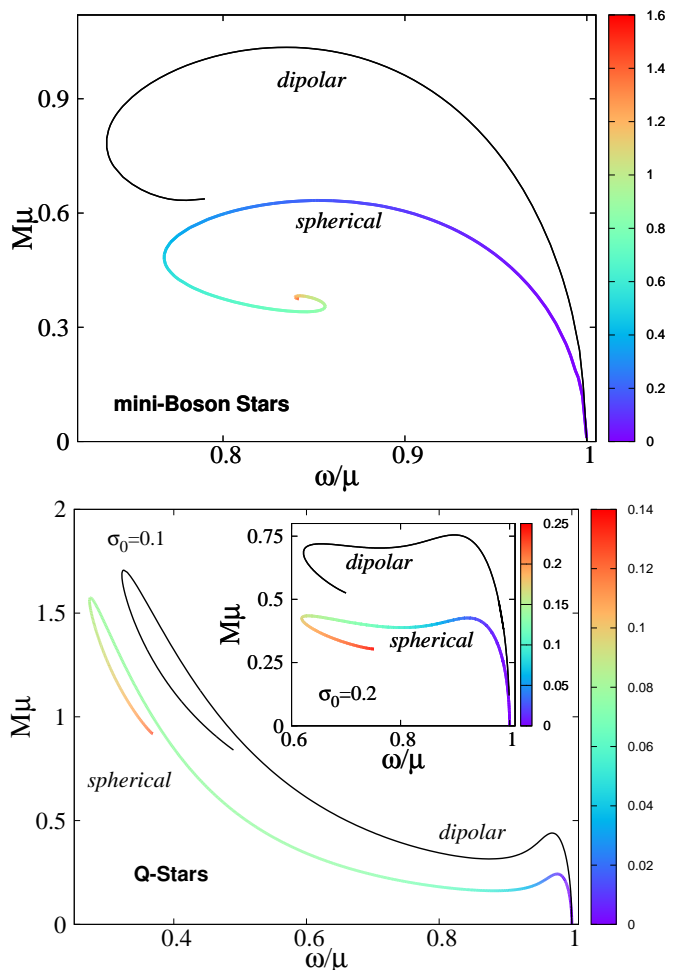 1.6
1.4
1.2
1
0.8
0.6
0.4
0.2
0
0.9
0.6
0.3
0
Mμ
dipolar
spherical
mini-Boson Stars
0.8
0.9
1
ω/μ
2
1.5
1
0.5
0
Mμ
σ0=0.1
spherical
dipolar
Q-Stars
0.4
0.6
0.8
1
ω/μ
0.75
0.5
0.25
0
Mμ
dipolar
spherical
σ0=0.2
0.6
0.8
1
ω/μ
0.25
0.2
0.15
0.1
0.05
0
0.14
0.12
0.1
0.08
0.06
0.04
0.02
0